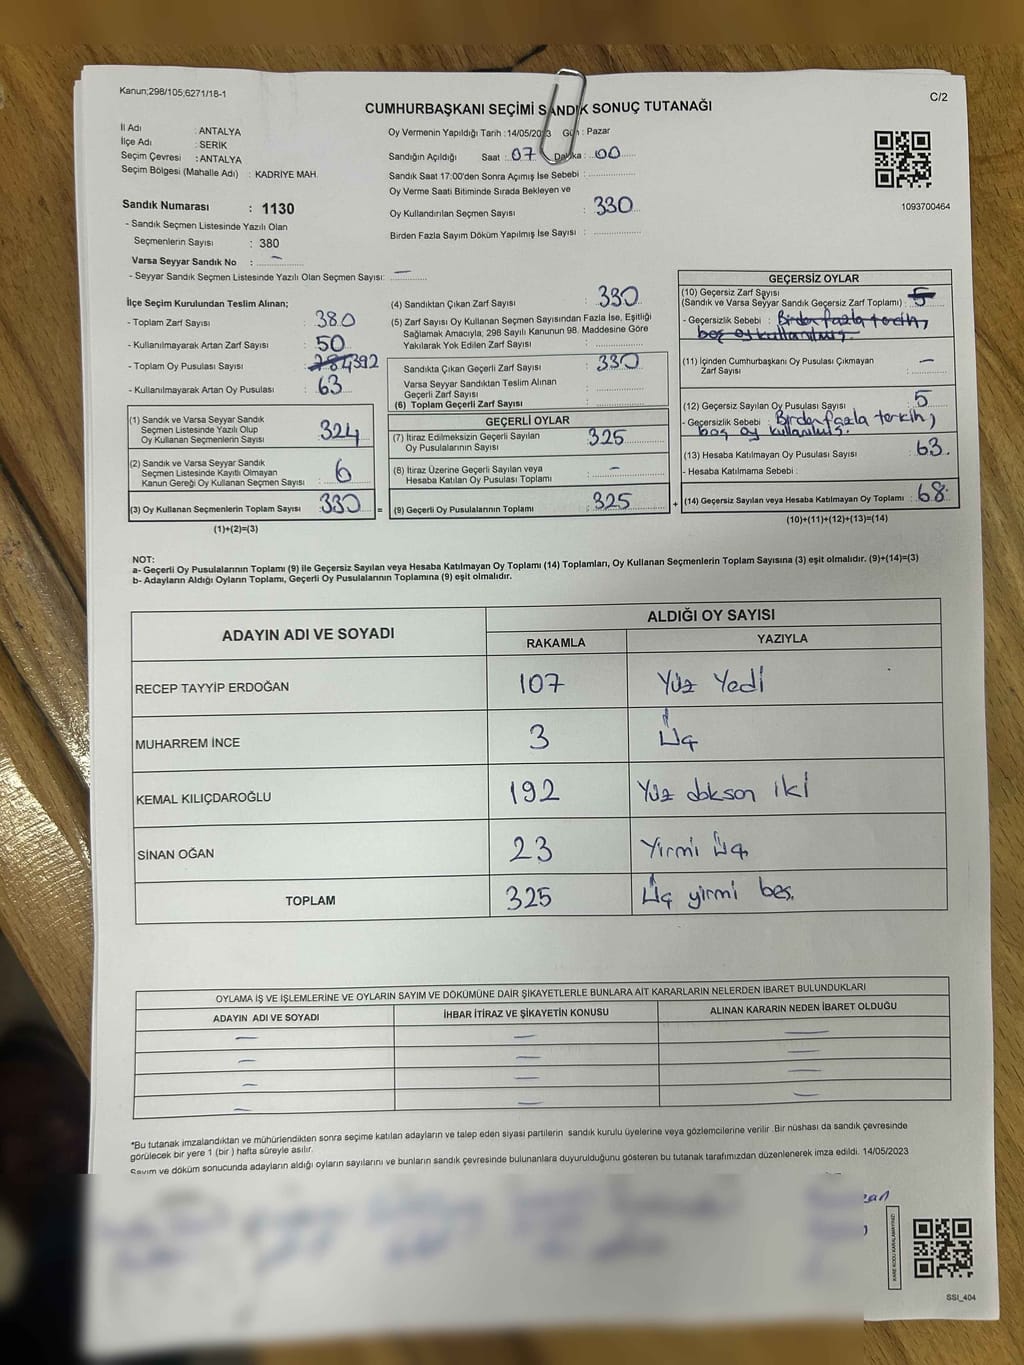 Kanun;298/105,6271/18-1
C/2
CUMHURBAŞKANI SEÇİMİ SANDIK SONUÇ TUTANAĞI
İl Adı : ANTALYA
İlçe Adı : SERİK
Seçim Çevresi : ANTALYA
Seçim Bölgesi (Mahalle Adı) : KADRİYE MAH.
Oy Vermenin Yapıldığı Tarih : 14/05/2023 Gün : Pazar
Sandığın Açıldığı Saat : 07 Dakika : 00
Sandık Saat 17:00'den Sonra Açımış İse Sebebi :
Oy Verme Saati Bitiminde Sırada Bekleyen ve
Oy Kullandırılan Seçmen Sayısı : 330
Birden Fazla Sayım Döküm Yapılmış İse Sayısı :
1093700464
Sandık Numarası : 1130
- Sandık Seçmen Listesinde Yazılı Olan
Seçmenlerin Sayısı : 380
Varsa Seyyar Sandık No : —
- Seyyar Sandık Seçmen Listesinde Yazılı Olan Seçmen Sayısı: —
İlçe Seçim Kurulundan Teslim Alınan;
- Toplam Zarf Sayısı : 380
- Kullanılmayarak Artan Zarf Sayısı : 50
- Toplam Oy Pusulası Sayısı : 392
- Kullanılmayarak Artan Oy Pusulası : 63
(1) Sandık ve Varsa Seyyar Sandık
Seçmen Listesinde Yazılı Olup
Oy Kullanan Seçmenlerin Sayısı : 324
(2) Sandık ve Varsa Seyyar Sandık
Seçmen Listesinde Kayıtlı Olmayan
Kanun Gereği Oy Kullanan Seçmen Sayısı : 6
(3) Oy Kullanan Seçmenlerin Toplam Sayısı : 330 =
(1)+(2)=(3)
(4) Sandıktan Çıkan Zarf Sayısı : 330
(5) Zarf Sayısı Oy Kullanan Seçmen Sayısından Fazla İse, Eşitliği
Sağlamak Amacıyla, 298 Sayılı Kanunun 98. Maddesine Göre
Yakılarak Yok Edilen Zarf Sayısı :
Sandıkta Çıkan Geçerli Zarf Sayısı : 330
Varsa Seyyar Sandıktan Teslim Alınan
Geçerli Zarf Sayısı :
(6) Toplam Geçerli Zarf Sayısı :
GEÇERLİ OYLAR
(7) İtiraz Edilmeksizin Geçerli Sayılan
Oy Pusulasının Sayısı : 325
(8) İtiraz Üzerine Geçerli Sayılan veya
Hesaba Katılan Oy Pusulası Toplamı : —
(9) Geçerli Oy Pusulalarının Toplamı : 325 +
GEÇERSİZ OYLAR
(10) Geçersiz Zarf Sayısı
(Sandık ve Varsa Seyyar Sandık Geçersiz Zarf Toplamı) : 5
- Geçersizlik Sebebi : Birden fazla tercih,
boş oy kullanılmış.
(11) İçinden Cumhurbaşkanı Oy Pusulası Çıkmayan
Zarf Sayısı : —
(12) Geçersiz Sayılan Oy Pusulası Sayısı : 5
- Geçersizlik Sebebi : Birden fazla tercih,
boş oy kullanılmış.
(13) Hesaba Katılmayan Oy Pusulası Sayısı : 63.
- Hesaba Katılmama Sebebi :
(14) Geçersiz Sayılan veya Hesaba Katılmayan Oy Toplamı : 68.
(10)+(11)+(12)+(13)=(14)
NOT:
a- Geçerli Oy Pusulalarının Toplamı (9) ile Geçersiz Sayılan veya Hesaba Katılmayan Oy Toplamı (14) Toplamları, Oy Kullanan Seçmenlerin Toplam Sayısına (3) eşit olmalıdır. (9)+(14)=(3)
b- Adayların Aldığı Oyların Toplamı, Geçerli Oy Pusulalarının Toplamına (9) eşit olmalıdır.
ADAYIN ADI VE SOYADI ALDIĞI OY SAYISI
RAKAMLA YAZIYLA
RECEP TAYYİP ERDOĞAN 107 Yüz Yedi
MUHARREM İNCE 3 Üç
KEMAL KILIÇDAROĞLU 192 Yüz doksan iki
SİNAN OĞAN 23 Yirmi üç
TOPLAM 325 Üç yirmi beş.
OYLAMA İŞ VE İŞLEMLERİNE VE OYLARIN SAYIM VE DÖKÜMÜNE DAİR ŞİKAYETLERLE BUNLARA AİT KARARLARIN NELERDEN İBARET BULUNDUKLARI
ADAYIN ADI VE SOYADI İHBAR İTİRAZ VE ŞİKAYETİN KONUSU ALINAN KARARIN NEDEN İBARET OLDUĞU
— — —
— — —
— — —
— — —
*Bu tutanak imzalandıktan ve mühürlendikten sonra seçime katılan adayların ve talep eden siyasi partilerin sandık kurulu üyelerine veya gözlemcilerine verilir .Bir nüshası da sandık çevresinde
görülecek bir yere 1 (bir ) hafta süreyle asılır.
Sayım ve döküm sonucunda adayların aldığı oyların sayılarını ve bunların sandık çevresinde bulunanlara duyurulduğunu gösteren bu tutanak tarafımızdan düzenlenerek imza edildi. 14/05/2023
KARE KODU KARALAMAYINIZ!
SSİ_404